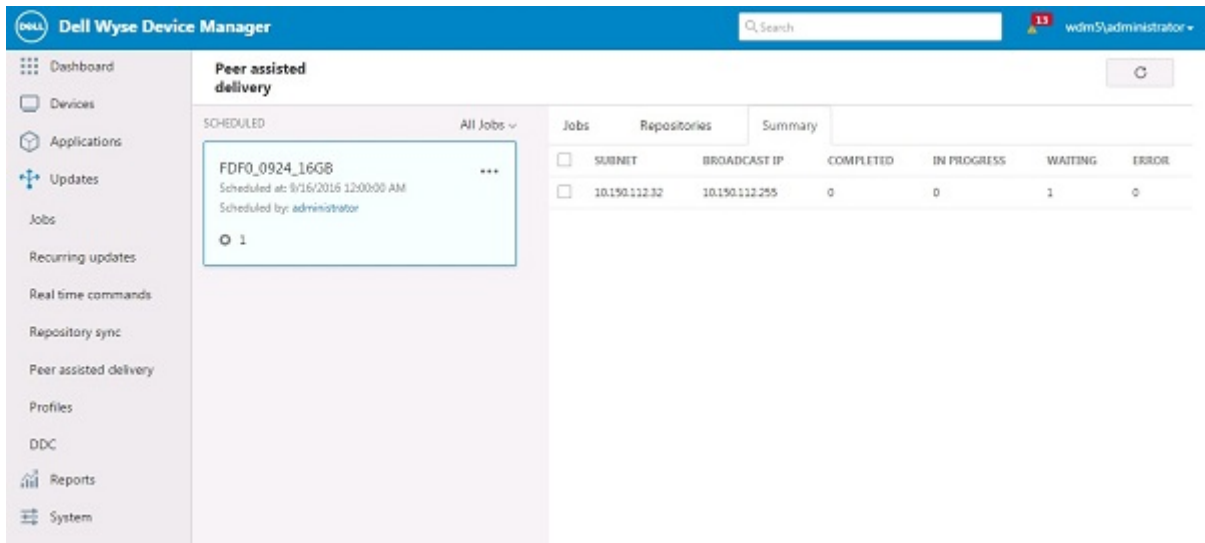 DELL Dell Wyse Device Manager Search 13 wdm5\administrator
Dashboard
Devices
Applications
Updates
Jobs
Recurring updates
Real time commands
Repository sync
Peer assisted delivery
Profiles
DDC
Reports
System
Peer assisted
delivery
SCHEDULED All Jobs
FDF0_0924_16GB ...
Scheduled at: 9/16/2016 12:00:00 AM
Scheduled by: administrator
1
Jobs Repositories Summary
SUBNET BROADCAST IP COMPLETED IN PROGRESS WAITING ERROR
10.150.112.32 10.150.112.255 0 0 1 0